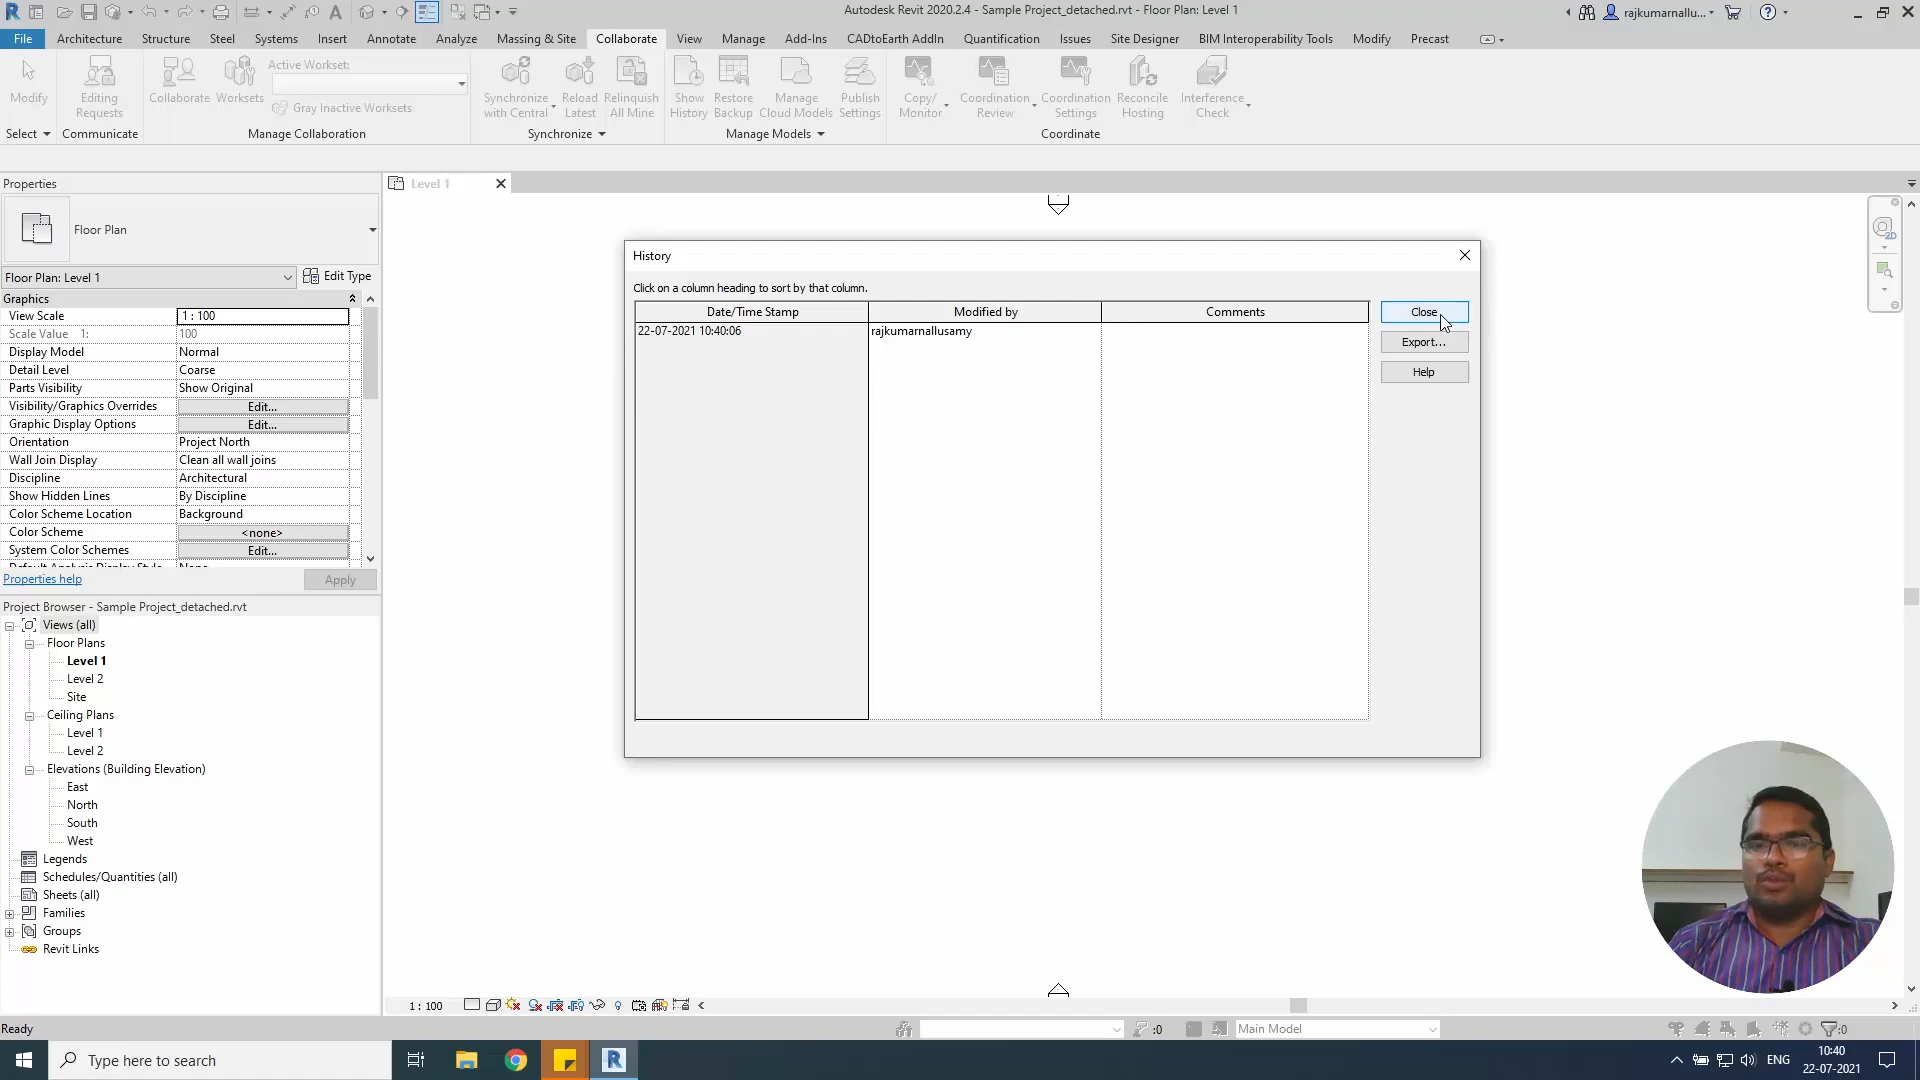 Autodesk Revit 2020.2.4 - Sample Project_detached.rvt - Floor Plan: Level 1
rajkumarnallu...
File Architecture Structure Steel Systems Insert Annotate Analyze Massing & Site Collaborate View Manage Add-Ins CADtoEarth AddIn Quantification Issues Site Designer BIM Interoperability Tools Modify Precast
Modify
Editing Requests
Collaborate
Worksets
Active Workset:
Gray Inactive Worksets
Synchronize with Central
Reload Latest
Relinquish All Mine
Show History
Restore Backup
Manage Cloud Models
Publish Settings
Copy/ Monitor
Coordination Review
Coordination Settings
Reconcile Hosting
Interference Check
Select Communicate Manage Collaboration Synchronize Manage Models Coordinate
Properties
Level 1
Floor Plan
Floor Plan: Level 1
Edit Type
Graphics
View Scale 1 : 100
Scale Value 1: 100
Display Model Normal
Detail Level Coarse
Parts Visibility Show Original
Visibility/Graphics Overrides Edit...
Graphic Display Options Edit...
Orientation Project North
Wall Join Display Clean all wall joins
Discipline Architectural
Show Hidden Lines By Discipline
Color Scheme Location Background
Color Scheme <none>
System Color Schemes Edit...
Default Analysis Display Style None
Properties help
Apply
Project Browser - Sample Project_detached.rvt
Views (all)
Floor Plans
Level 1
Level 2
Site
Ceiling Plans
Level 1
Level 2
Elevations (Building Elevation)
East
North
South
West
Legends
Schedules/Quantities (all)
Sheets (all)
Families
Groups
Revit Links
History
Click on a column heading to sort by that column.
Date/Time Stamp Modified by Comments
22-07-2021 10:40:06 rajkumarnallusamy
Close
Export...
Help
2D
1 : 100
Ready
:0
Main Model
:0
Type here to search
ENG
10:40
22-07-2021